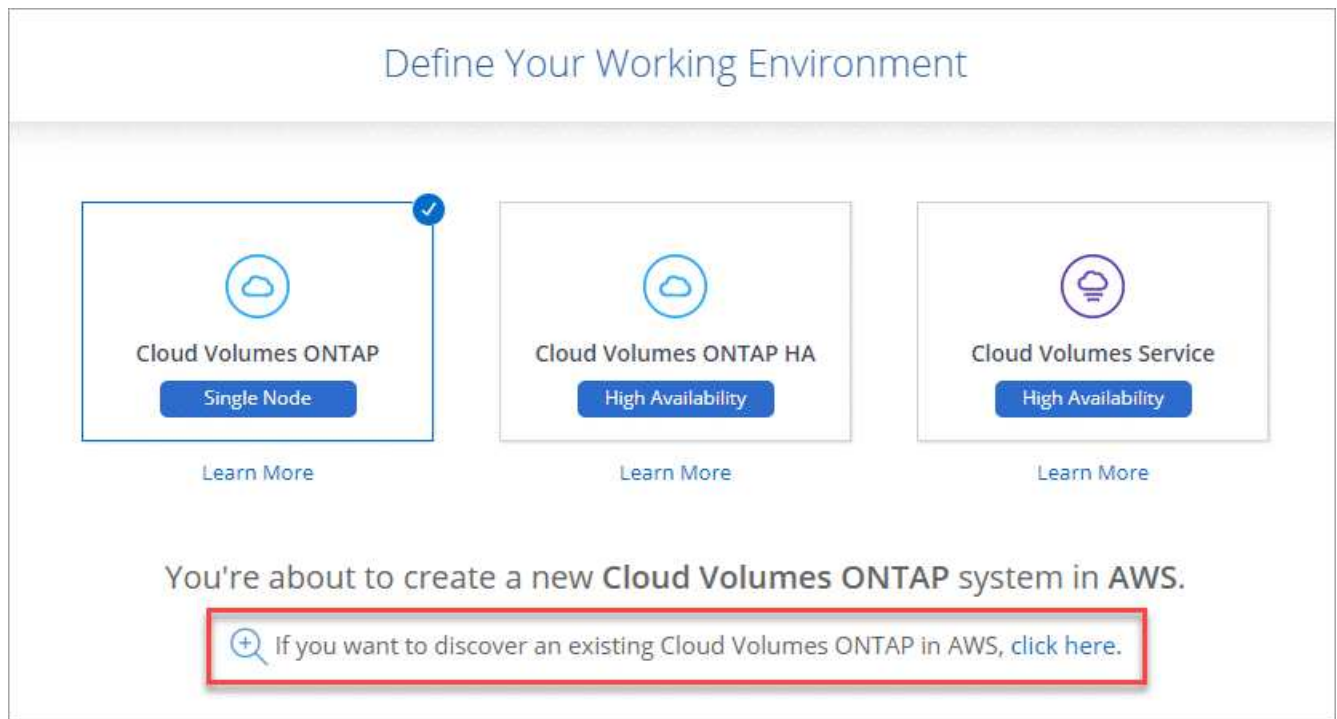 Define Your Working Environment
Cloud Volumes ONTAP
Single Node
Learn More
Cloud Volumes ONTAP HA
High Availability
Learn More
Cloud Volumes Service
High Availability
Learn More
You're about to create a new Cloud Volumes ONTAP system in AWS.
If you want to discover an existing Cloud Volumes ONTAP in AWS, click here.